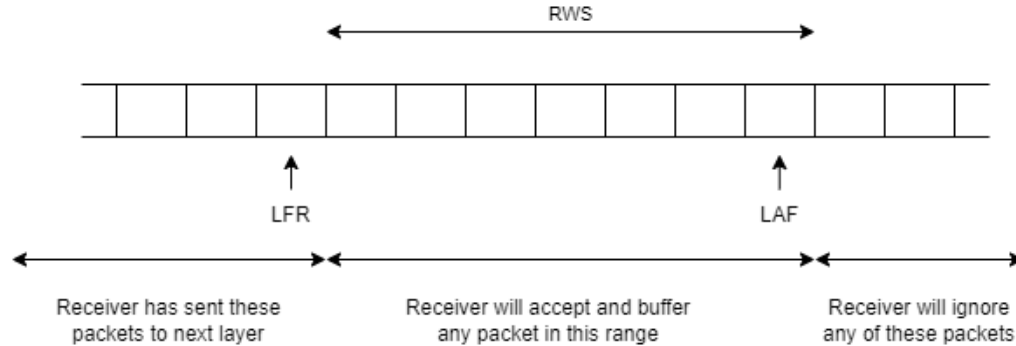 RWS
LFR
LAF
Receiver has sent these
packets to next layer
Receiver will accept and buffer
any packet in this range
Receiver will ignore
any of these packets